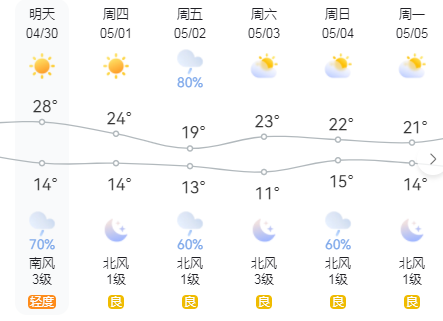 明天 周四 周五 周六 周日 周一
04/30 05/01 05/02 05/03 05/04 05/05
80%
28° 24° 19° 23° 22° 21°
14° 14° 13° 11° 15° 14°
70% 60% 60%
南风 北风 北风 北风 北风 北风
3级 1级 1级 3级 1级 1级
轻度 良 良 良 良 良